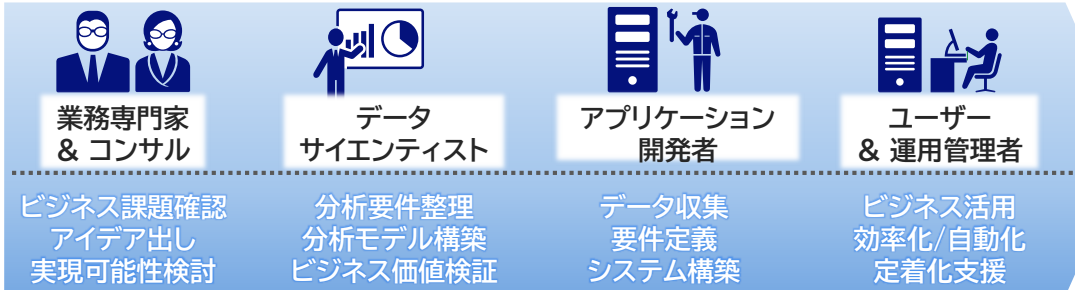 業務専門家
& コンサル
データ
サイエンティスト
アプリケーション
開発者
ユーザー
& 運用管理者
ビジネス課題確認
アイデア出し
実現可能性検討
分析要件整理
分析モデル構築
ビジネス価値検証
データ収集
要件定義
システム構築
ビジネス活用
効率化/自動化
定着化支援